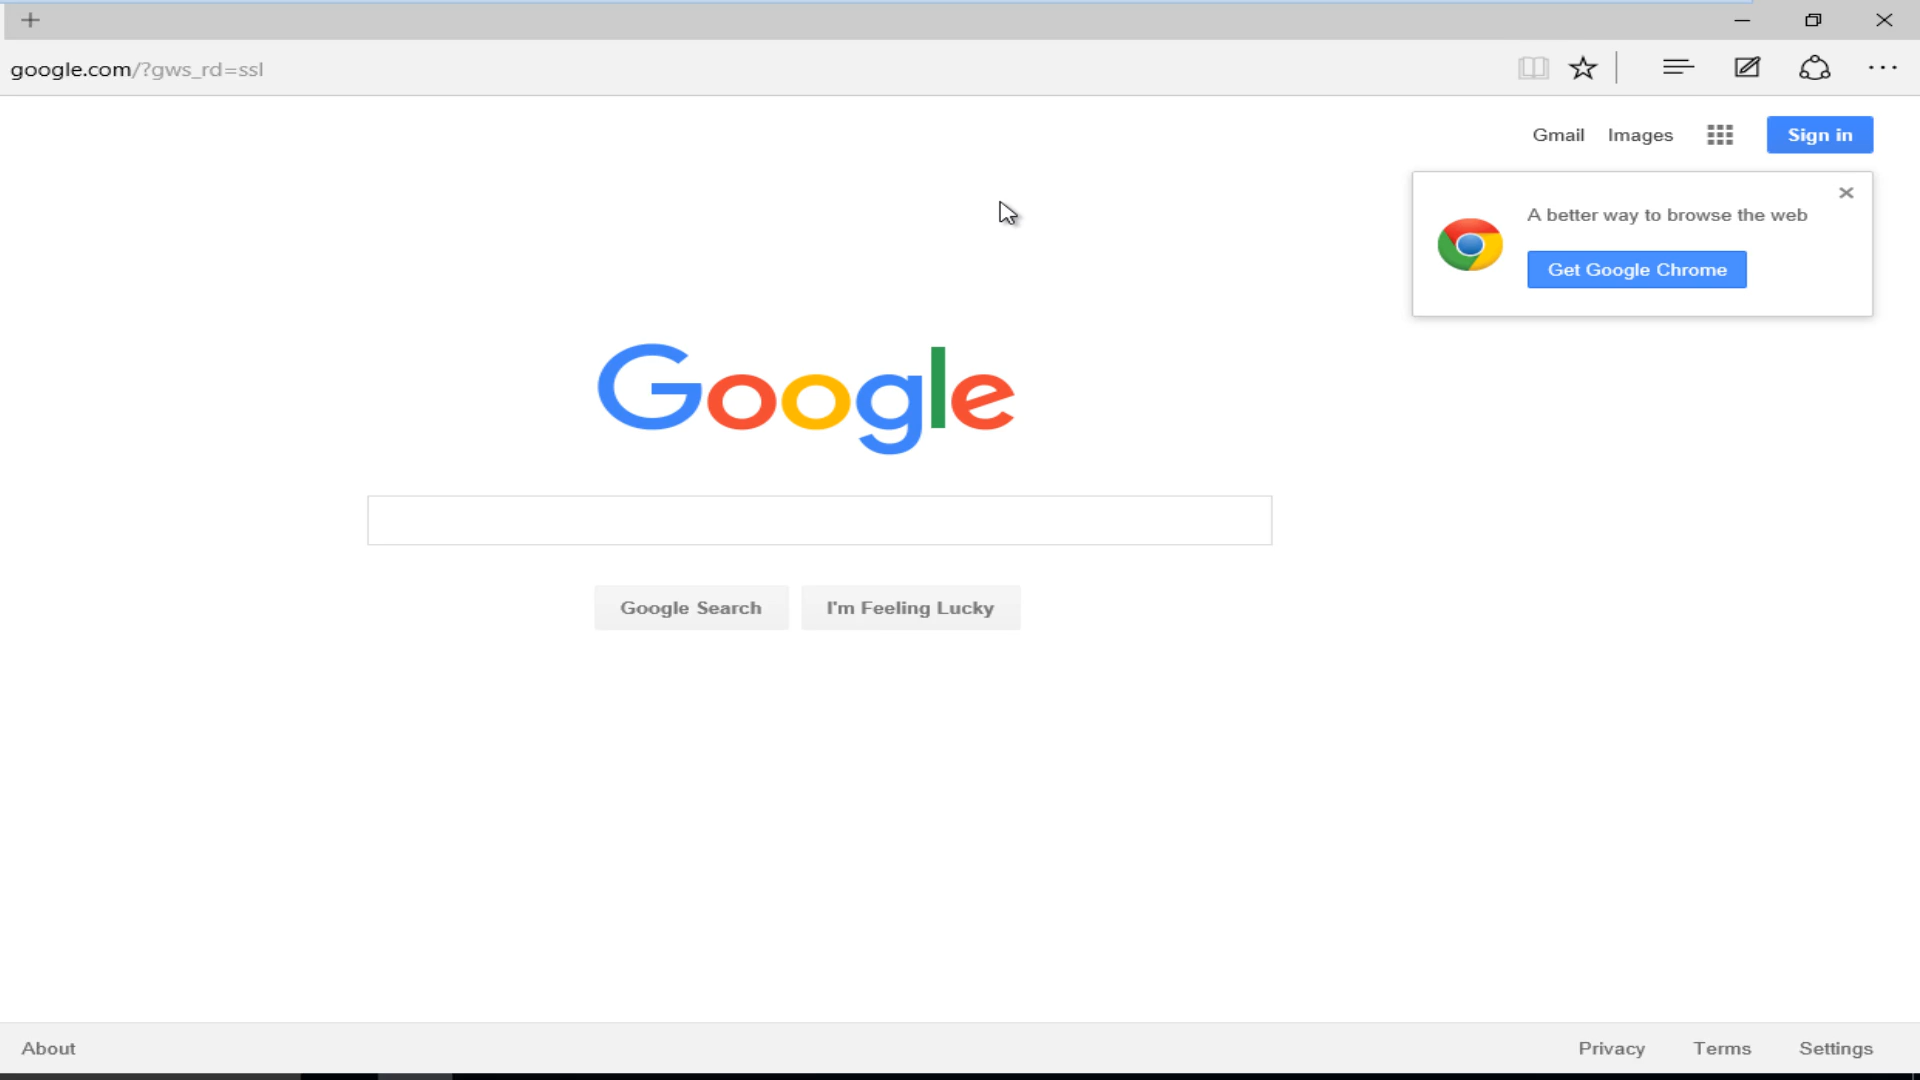 google.com/?gws_rd=ssl
Gmail Images Sign in
A better way to browse the web
Get Google Chrome
Google
Google Search I'm Feeling Lucky
About Privacy Terms Settings